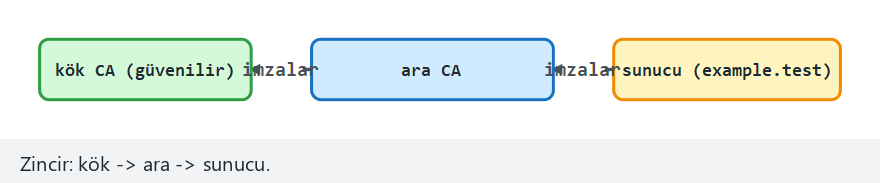 kök CA (güvenilir) imzalar ara CA imzalar sunucu (example.test)
Zincir: kök -> ara -> sunucu.